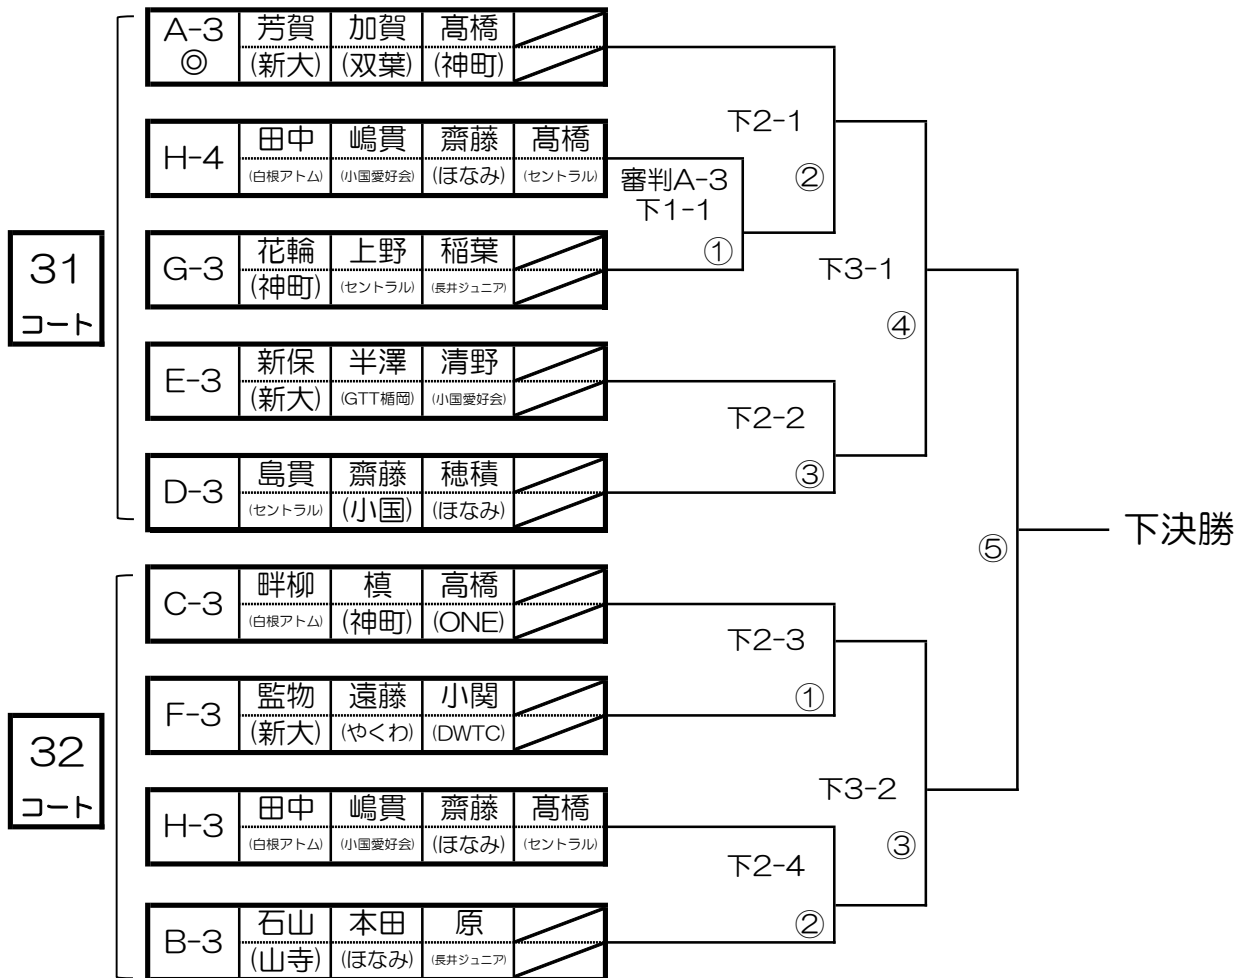 A-3 芳賀 加賀 髙橋
◎ (新大) (双葉) (神町)
下2-1
H-4 田中 嶋貫 齋藤 髙橋
(白根アトム) (小国愛好会) (ほなみ) (セントラル)
審判A-3
下1-1
②
①
31
コート
G-3 花輪 上野 稲葉
(神町) (セントラル) (長井ジュニア)
下3-1
④
E-3 新保 半澤 清野
(新大) (GTT楯岡) (小国愛好会)
下2-2
③
D-3 島貫 齋藤 穂積
(セントラル) (小国) (ほなみ)
⑤
下決勝
C-3 畔柳 槙 高橋
(白根アトム) (神町) (ONE)
下2-3
①
F-3 監物 遠藤 小関
(新大) (やくわ) (DWTC)
32
コート
下3-2
③
H-3 田中 嶋貫 齋藤 髙橋
(白根アトム) (小国愛好会) (ほなみ) (セントラル)
下2-4
②
B-3 石山 本田 原
(山寺) (ほなみ) (長井ジュニア)